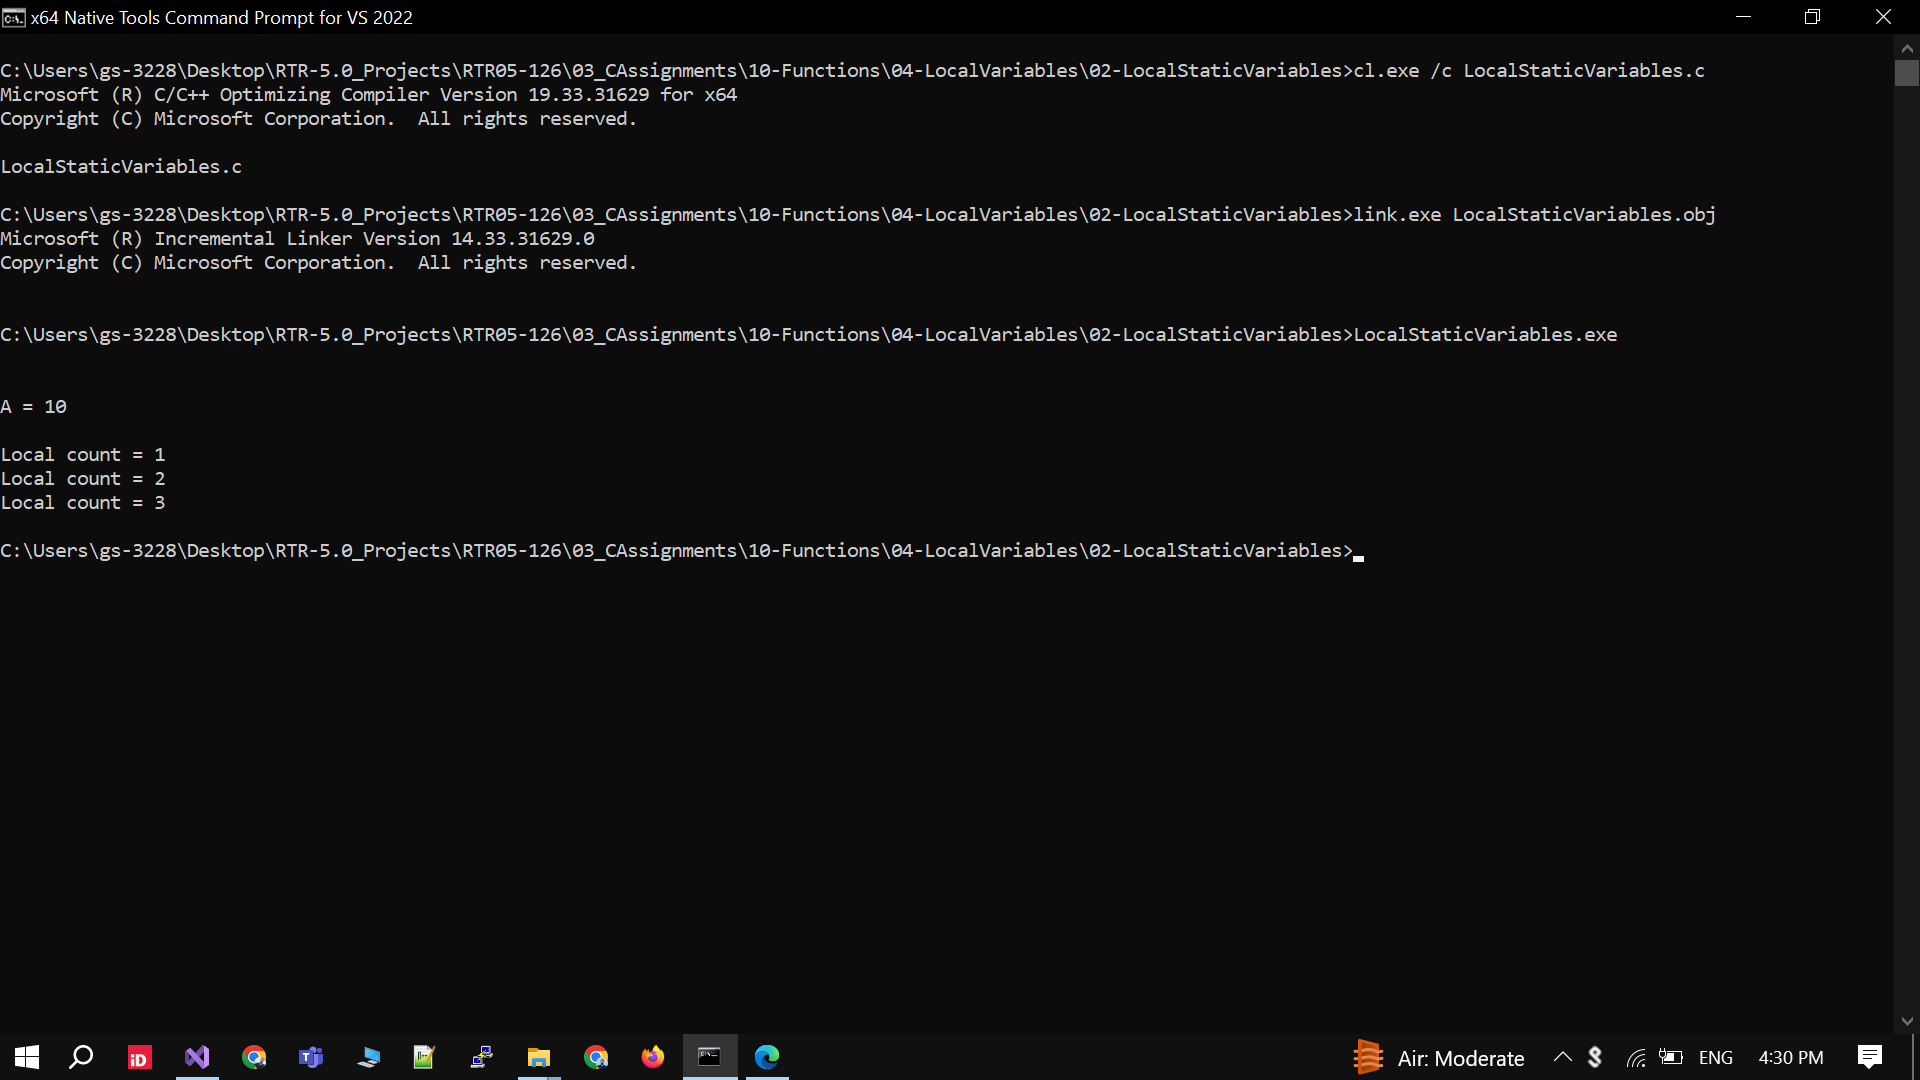 x64 Native Tools Command Prompt for VS 2022
C:\Users\gs-3228\Desktop\RTR-5.0_Projects\RTR05-126\03_CAssignments\10-Functions\04-LocalVariables\02-LocalStaticVariables>cl.exe /c LocalStaticVariables.c
Microsoft (R) C/C++ Optimizing Compiler Version 19.33.31629 for x64
Copyright (C) Microsoft Corporation.  All rights reserved.
LocalStaticVariables.c
C:\Users\gs-3228\Desktop\RTR-5.0_Projects\RTR05-126\03_CAssignments\10-Functions\04-LocalVariables\02-LocalStaticVariables>link.exe LocalStaticVariables.obj
Microsoft (R) Incremental Linker Version 14.33.31629.0
Copyright (C) Microsoft Corporation.  All rights reserved.
C:\Users\gs-3228\Desktop\RTR-5.0_Projects\RTR05-126\03_CAssignments\10-Functions\04-LocalVariables\02-LocalStaticVariables>LocalStaticVariables.exe
A = 10
Local count = 1
Local count = 2
Local count = 3
C:\Users\gs-3228\Desktop\RTR-5.0_Projects\RTR05-126\03_CAssignments\10-Functions\04-LocalVariables\02-LocalStaticVariables>
iD
Air: Moderate
ENG
4:30 PM